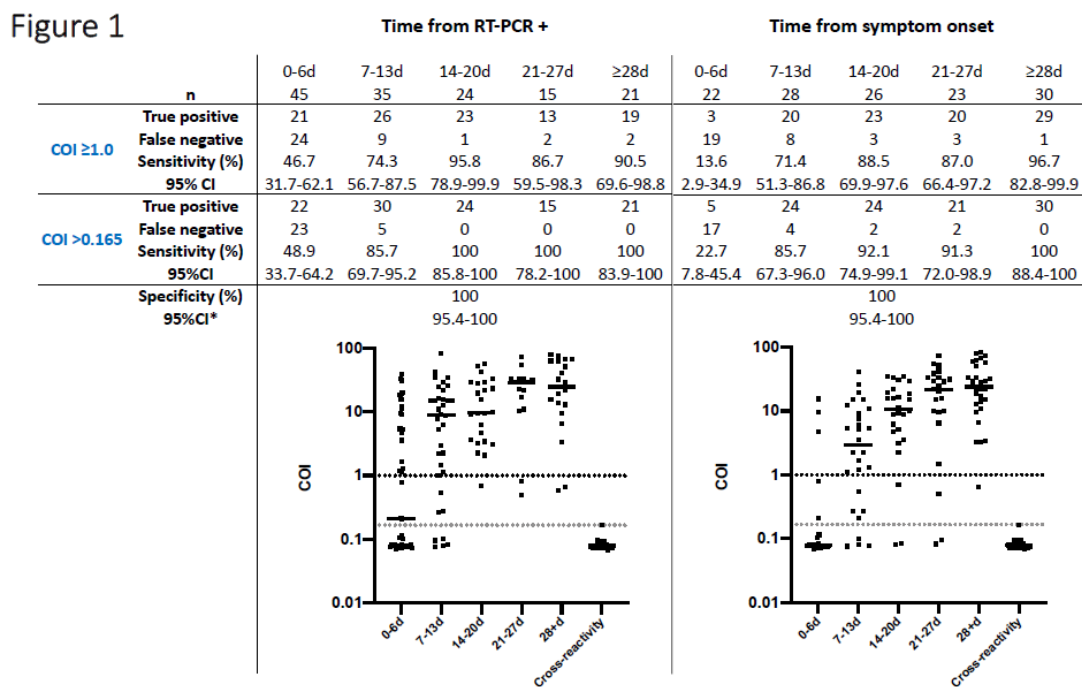 Figure 1
Time from RT-PCR + Time from symptom onset
0-6d 7-13d 14-20d 21-27d ≥28d 0-6d 7-13d 14-20d 21-27d ≥28d
n 45 35 24 15 21 22 28 26 23 30
True positive 21 26 23 13 19 3 20 23 20 29
False negative 24 9 1 2 2 19 8 3 3 1
COI ≥1.0
Sensitivity (%) 46.7 74.3 95.8 86.7 90.5 13.6 71.4 88.5 87.0 96.7
95% CI 31.7-62.1 56.7-87.5 78.9-99.9 59.5-98.3 69.6-98.8 2.9-34.9 51.3-86.8 69.9-97.6 66.4-97.2 82.8-99.9
True positive 22 30 24 15 21 5 24 24 21 30
False negative 23 5 0 0 0 17 4 2 2 0
COI >0.165
Sensitivity (%) 48.9 85.7 100 100 100 22.7 85.7 92.1 91.3 100
95%CI 33.7-64.2 69.7-95.2 85.8-100 78.2-100 83.9-100 7.8-45.4 67.3-96.0 74.9-99.1 72.0-98.9 88.4-100
Specificity (%) 100 100
95%CI* 95.4-100 95.4-100
100
10
1
0.1
0.01
COI
0-6d 7-13d 14-20d 21-27d 28+d Cross-reactivity
100
10
1
0.1
0.01
COI
0-6d 7-13d 14-20d 21-27d 28+d Cross-reactivity